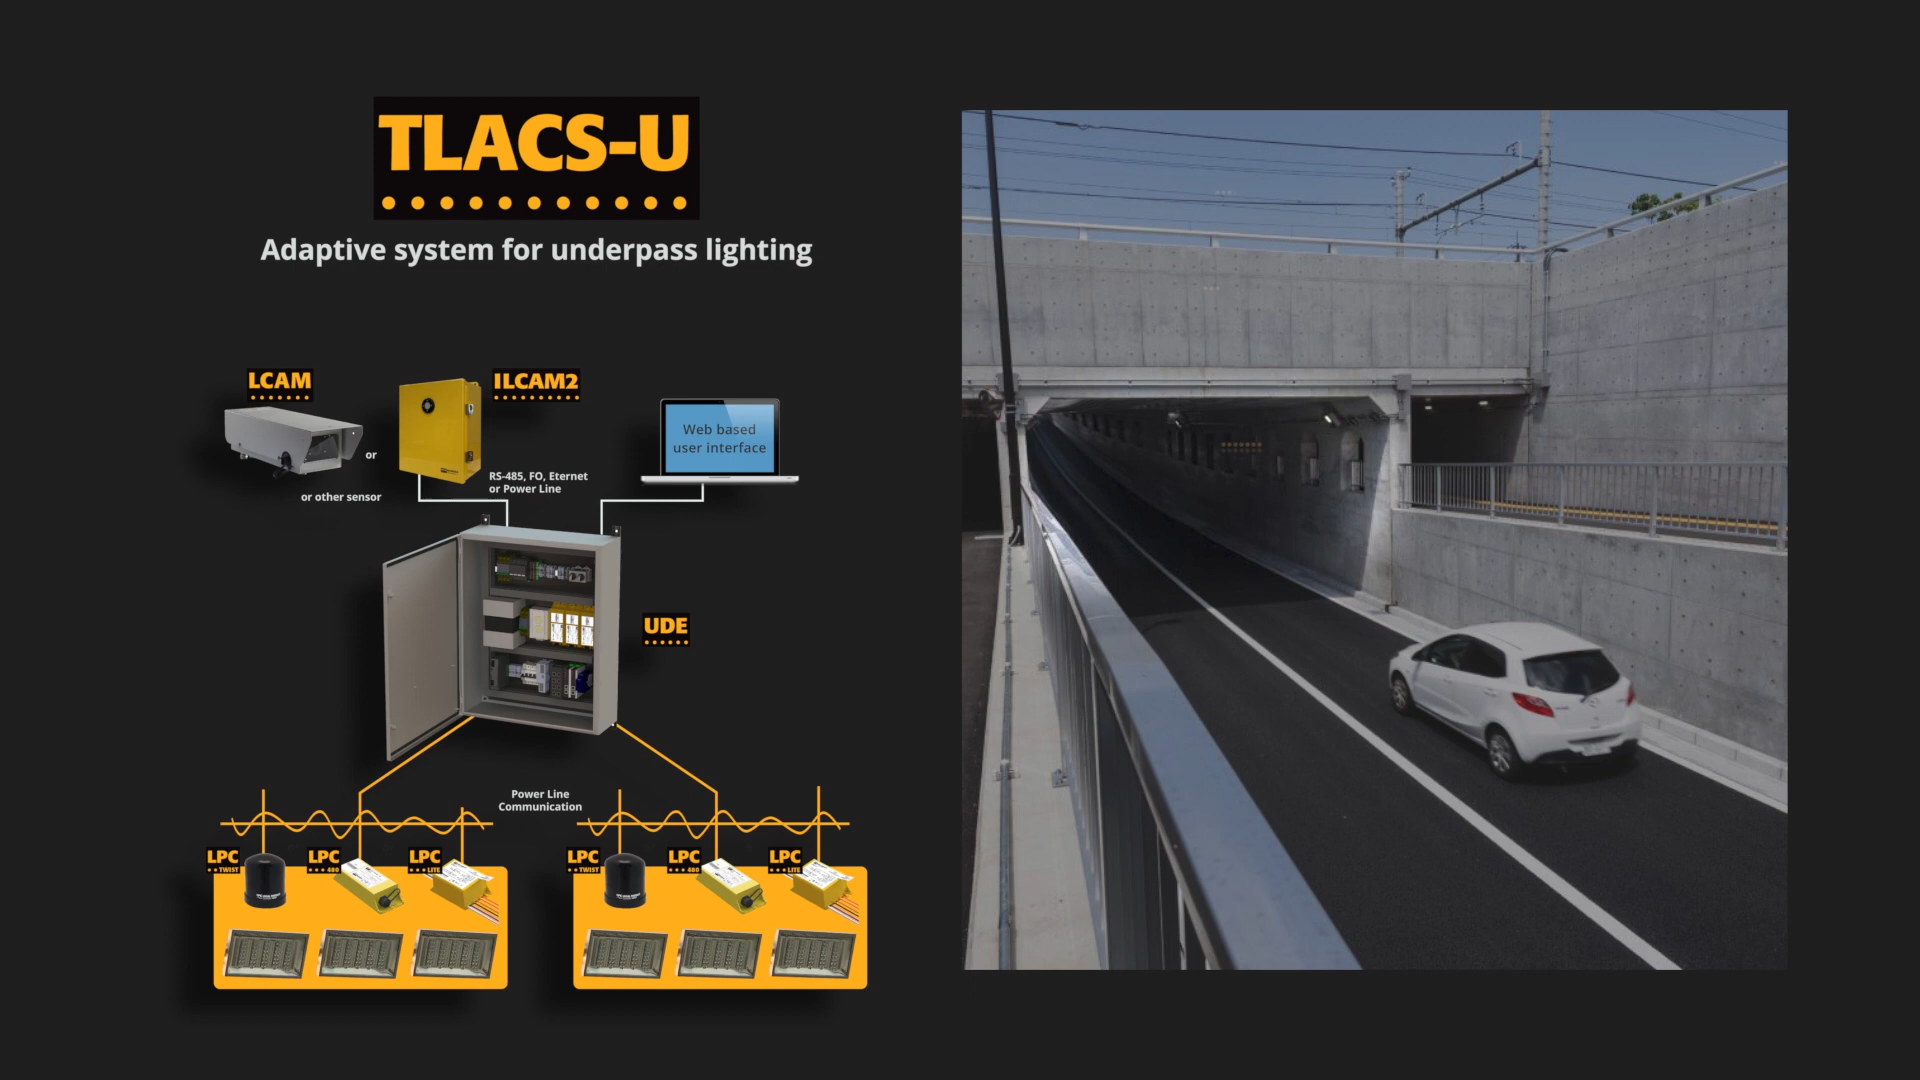 TLACS-U
Adaptive system for underpass lighting
LCAM
ILCAM2
or
or other sensor
RS-485, FO, Eternet
or Power Line
Web based
user interface
UDE
Power Line
Communication
LPC
TWIST
LPC
480
LPC
LITE
LPC
TWIST
LPC
480
LPC
LITE